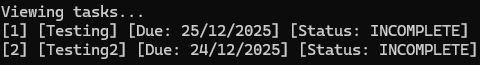 Viewing tasks...
[1] [Testing] [Due: 25/12/2025] [Status: INCOMPLETE]
[2] [Testing2] [Due: 24/12/2025] [Status: INCOMPLETE]